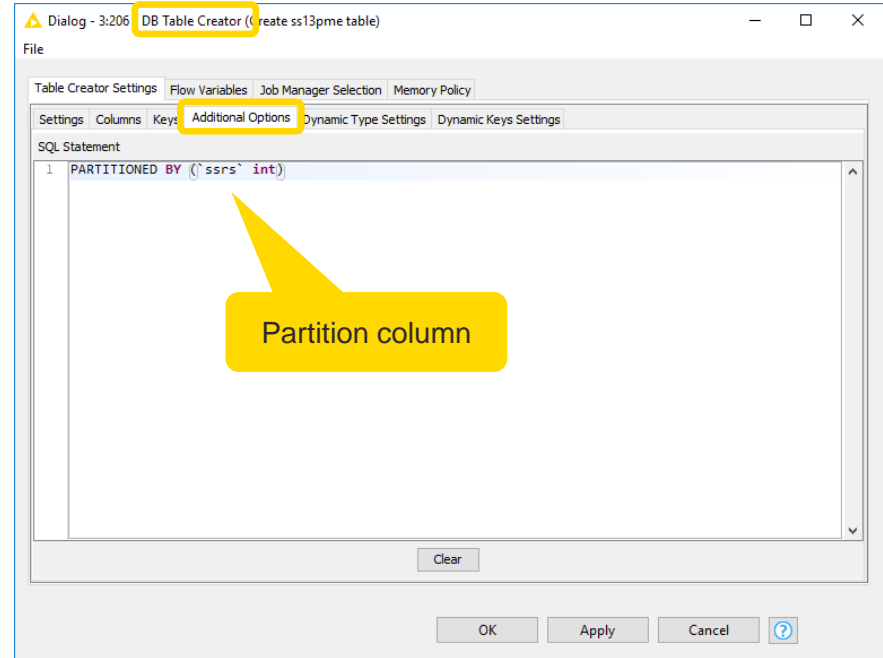 Dialog - 3:206 DB Table Creator (Create ss13pme table)
File
Table Creator Settings Flow Variables Job Manager Selection Memory Policy
Settings Columns Keys Additional Options Dynamic Type Settings Dynamic Keys Settings
SQL Statement
1 PARTITIONED BY (`ssrs` int)
Partition column
Clear
OK Apply Cancel ?